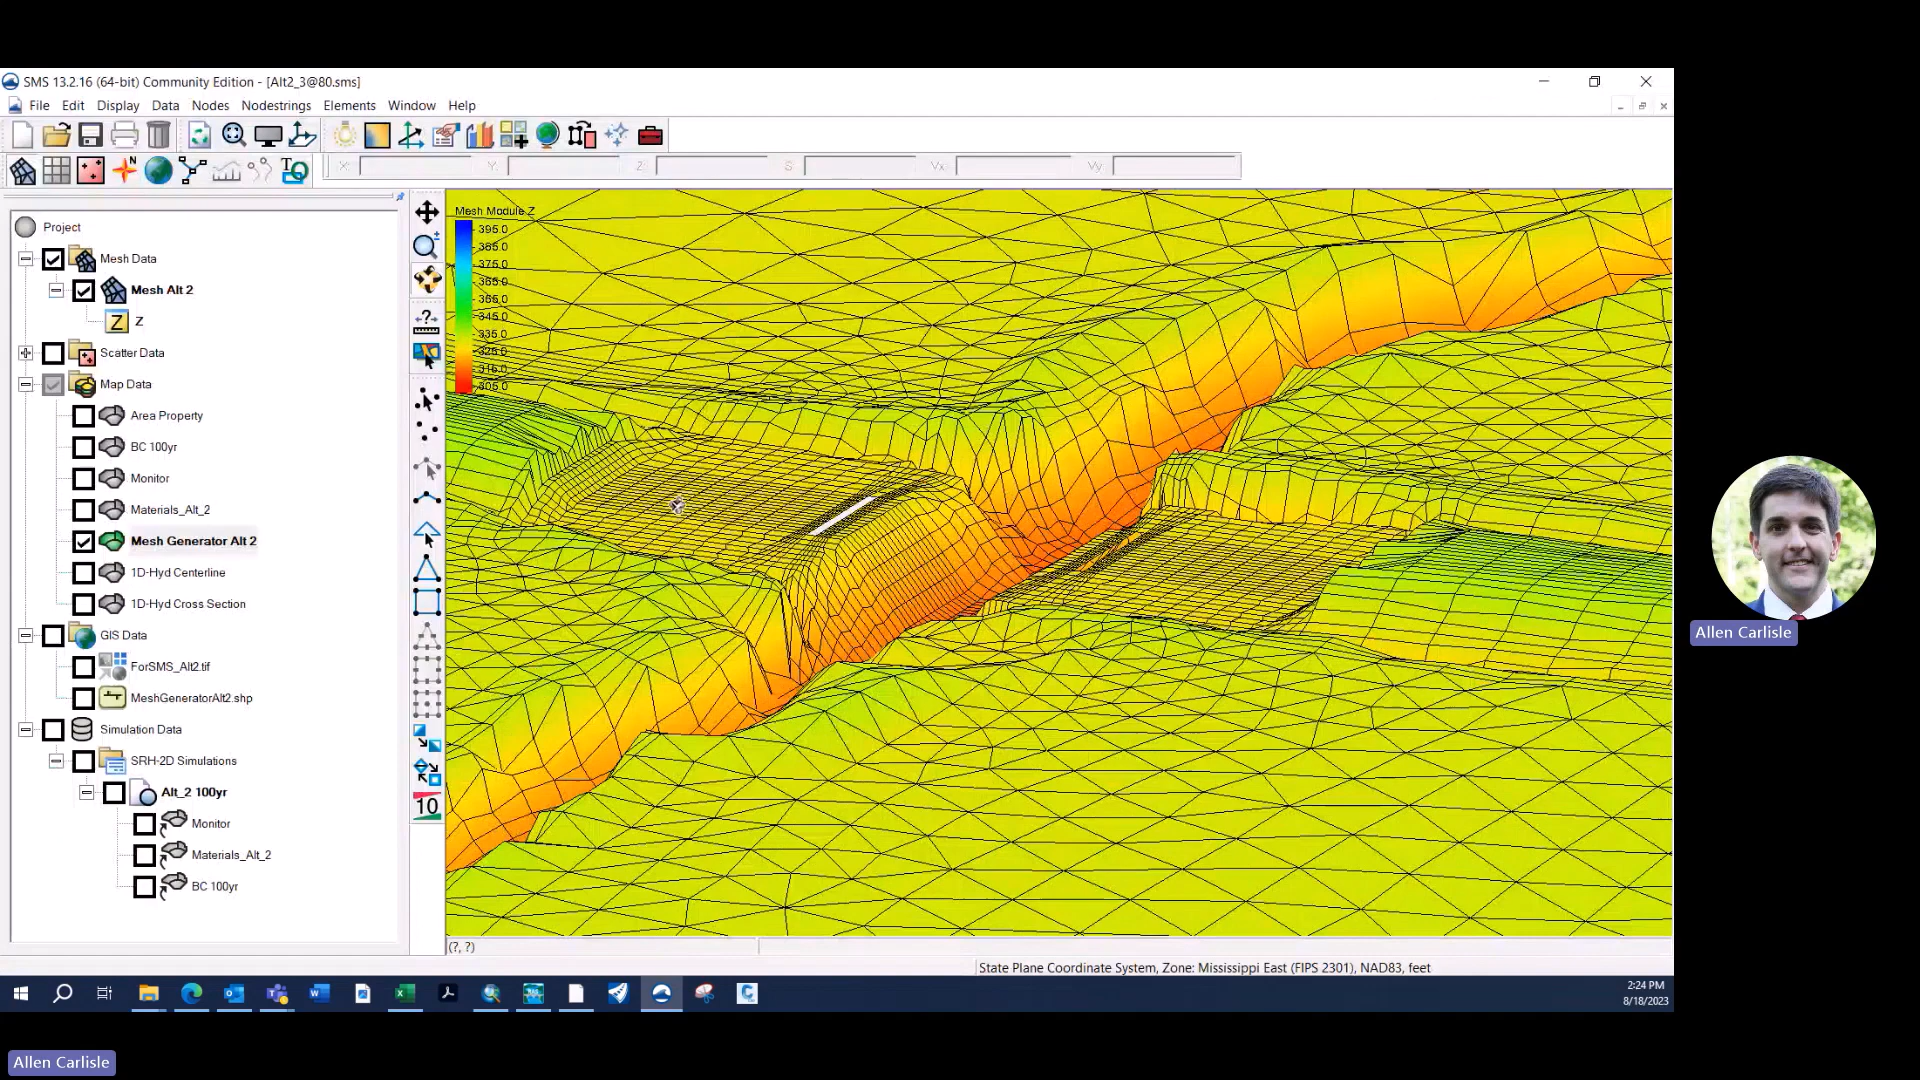 SMS 13.2.16 (64-bit) Community Edition - [Alt2_3@80.sms]
File Edit Display Data Nodes Nodestrings Elements Window Help
X: Y: Z: S: Vx: Vy:
Project
Mesh Data
Mesh Alt 2
Z Z
Scatter Data
Map Data
Area Property
BC 100yr
Monitor
Materials_Alt_2
Mesh Generator Alt 2
1D-Hyd Centerline
1D-Hyd Cross Section
GIS Data
ForSMS_Alt2.tif
MeshGeneratorAlt2.shp
Simulation Data
SRH-2D Simulations
Alt_2 100yr
Monitor
Materials_Alt_2
BC 100yr
10
Mesh Module Z
395.0
385.0
375.0
365.0
355.0
345.0
335.0
325.0
315.0
305.0
(?, ?)
State Plane Coordinate System, Zone: Mississippi East (FIPS 2301), NAD83, feet
2:24 PM
8/18/2023
Allen Carlisle
Allen Carlisle